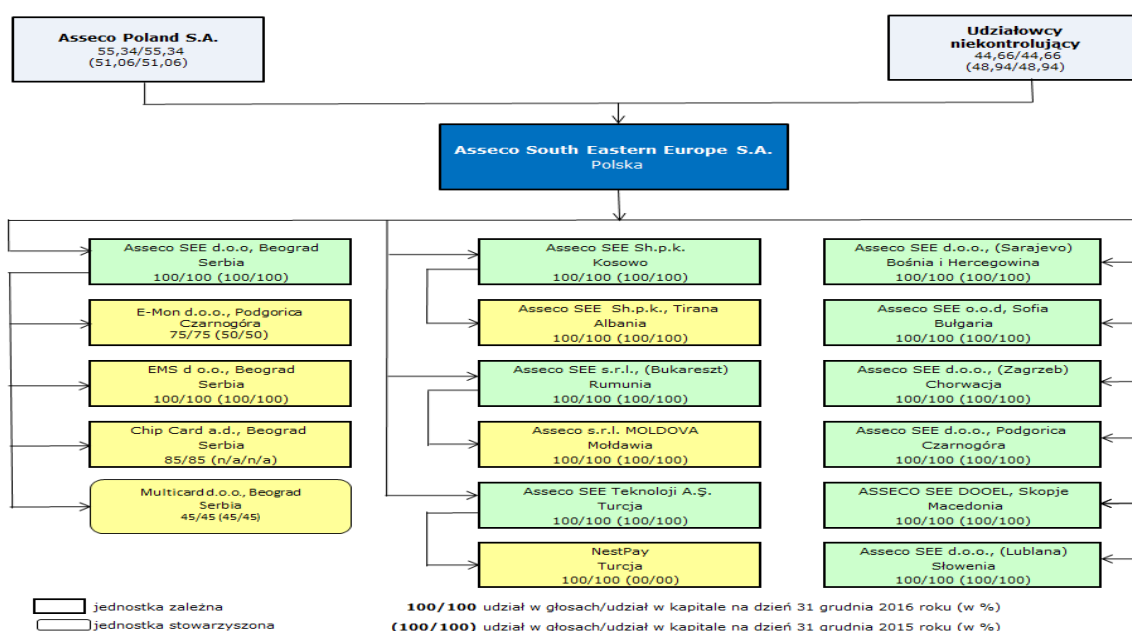 Asseco Poland S.A.
55,34/55,34
(51,06/51,06)
Udziałowcy
niekontrolujący
44,66/44,66
(48,94/48,94)
Asseco South Eastern Europe S.A.
Polska
Asseco SEE d.o.o, Beograd
Serbia
100/100 (100/100)
E-Mon d.o.o., Podgorica
Czarnogóra
75/75 (50/50)
EMS d o.o., Beograd
Serbia
100/100 (100/100)
Chip Card a.d., Beograd
Serbia
85/85 (n/a/n/a)
Multicard d.o.o., Beograd
Serbia
45/45 (45/45)
Asseco SEE Sh.p.k.
Kosowo
100/100 (100/100)
Asseco SEE Sh.p.k., Tirana
Albania
100/100 (100/100)
Asseco SEE s.r.l., (Bukareszt)
Rumunia
100/100 (100/100)
Asseco s.r.l. MOLDOVA
Mołdawia
100/100 (100/100)
Asseco SEE Teknoloji A.Ş.
Turcja
100/100 (100/100)
NestPay
Turcja
100/100 (00/00)
Asseco SEE d.o.o., (Sarajevo)
Bośnia i Hercegowina
100/100 (100/100)
Asseco SEE o.o.d, Sofia
Bułgaria
100/100 (100/100)
Asseco SEE d.o.o., (Zagrzeb)
Chorwacja
100/100 (100/100)
Asseco SEE d.o.o., Podgorica
Czarnogóra
100/100 (100/100)
ASSECO SEE DOOEL, Skopje
Macedonia
100/100 (100/100)
Asseco SEE d.o.o., (Lublana)
Słowenia
100/100 (100/100)
jednostka zależna
jednostka stowarzyszona
100/100 udział w głosach/udział w kapitale na dzień 31 grudnia 2016 roku (w %)
(100/100) udział w głosach/udział w kapitale na dzień 31 grudnia 2015 roku (w %)